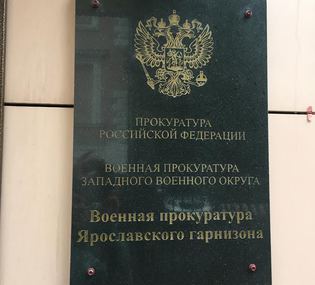 ПРОКУРАТУРА
РОССИЙСКОЙ ФЕДЕРАЦИИ
ВОЕННАЯ ПРОКУРАТУРА
ЗАПАДНОГО ВОЕННОГО ОКРУГА
Военная прокуратура
Ярославского гарнизона